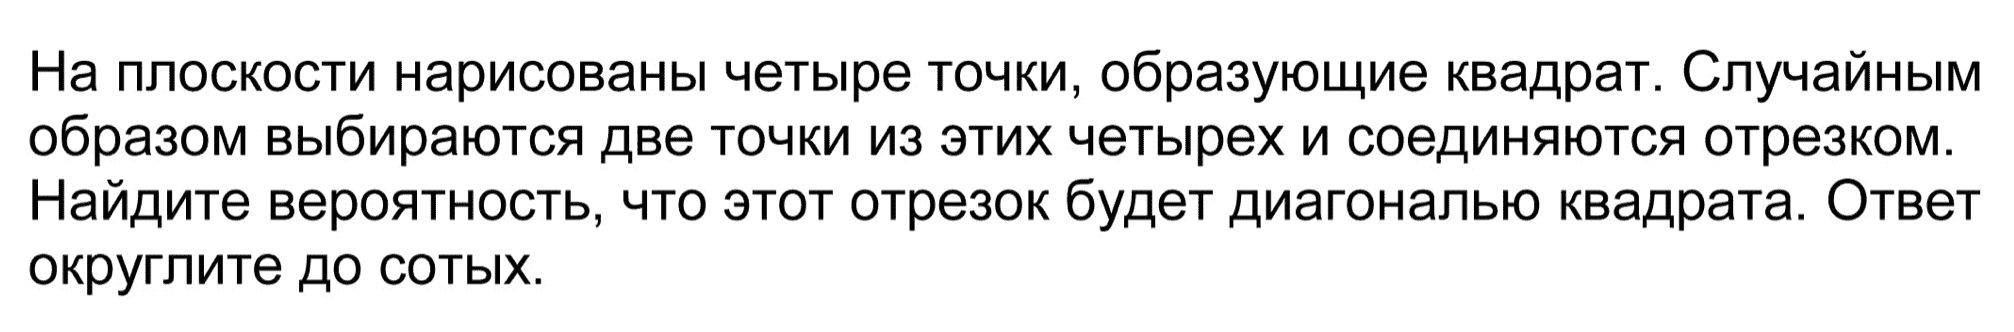 На плоскости нарисованы четыре точки, образующие квадрат. Случайным
образом выбираются две точки из этих четырех и соединяются отрезком.
Найдите вероятность, что этот отрезок будет диагональю квадрата. Ответ
округлите до сотых.